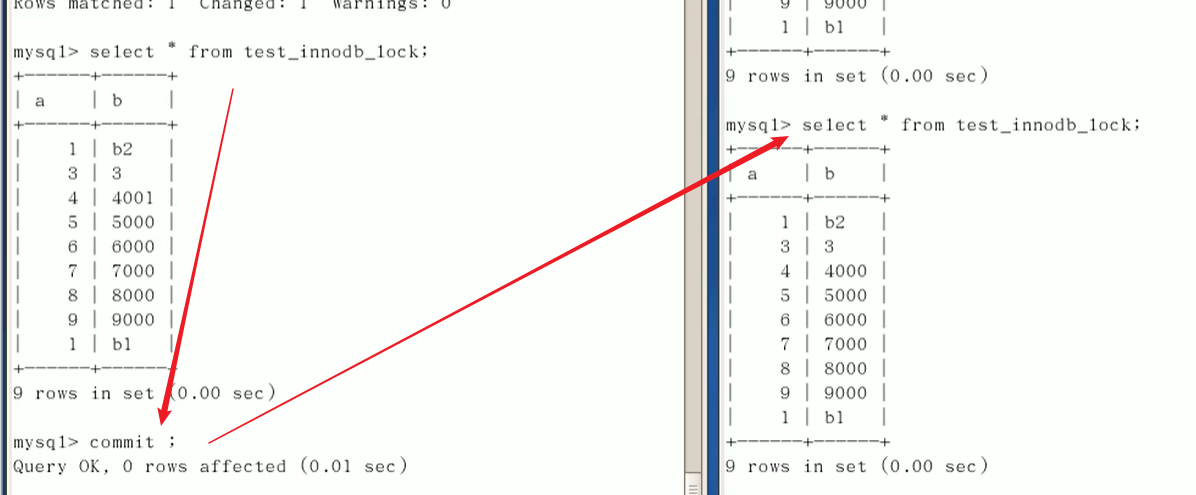 Rows matched: 1  Changed: 1  Warnings: 0
mysql> select * from test_innodb_lock;
+------+------+
| a    | b    |
+------+------+
|    1 | b2   |
|    3 | 3    |
|    4 | 4001 |
|    5 | 5000 |
|    6 | 6000 |
|    7 | 7000 |
|    8 | 8000 |
|    9 | 9000 |
|    1 | b1   |
+------+------+
9 rows in set (0.00 sec)
mysql> commit ;
Query OK, 0 rows affected (0.01 sec)
|    9 | 9000 |
|    1 | b1   |
+------+------+
9 rows in set (0.00 sec)
mysql> select * from test_innodb_lock;
+------+------+
| a    | b    |
+------+------+
|    1 | b2   |
|    3 | 3    |
|    4 | 4000 |
|    5 | 5000 |
|    6 | 6000 |
|    7 | 7000 |
|    8 | 8000 |
|    9 | 9000 |
|    1 | b1   |
+------+------+
9 rows in set (0.00 sec)